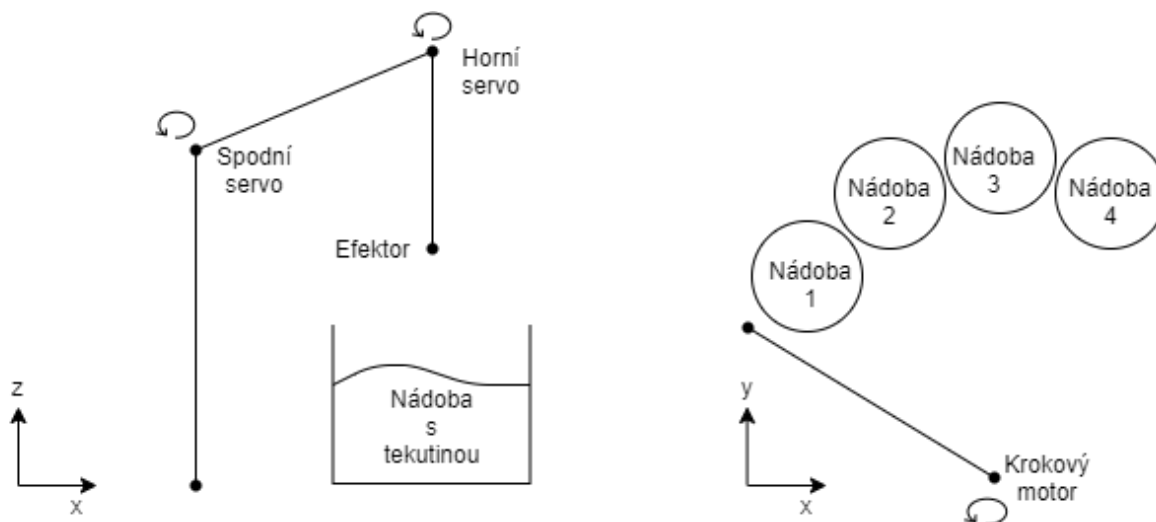 Horní
servo
Spodní
servo
Efektor
Nádoba
s
tekutinou
z
x
Nádoba
1
Nádoba
2
Nádoba
3
Nádoba
4
y
x
Krokový
motor